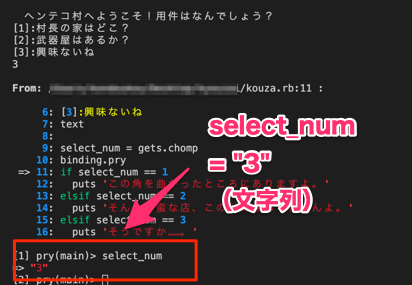 ヘンテコ村へようこそ！用件はなんでしょう？
[1]:村長の家はどこ？
[2]:武器屋はあるか？
[3]:興味ないね
3
From: /kouza.rb:11 :
6: [3]:興味ないね
7: text
8:
9: select_num = gets.chomp
10: binding.pry
=> 11: if select_num == 1
12: puts 'この角を曲がったところにありますよ。'
13: elsif select_num == 2
14: puts 'そんな な店、この んよ。'
15: elsif select_num == 3
16: puts 'そうですか……。'
select_num
= "3"
(文字列)
[1] pry(main)> select_num
=> "3"
[2] pry(main)>